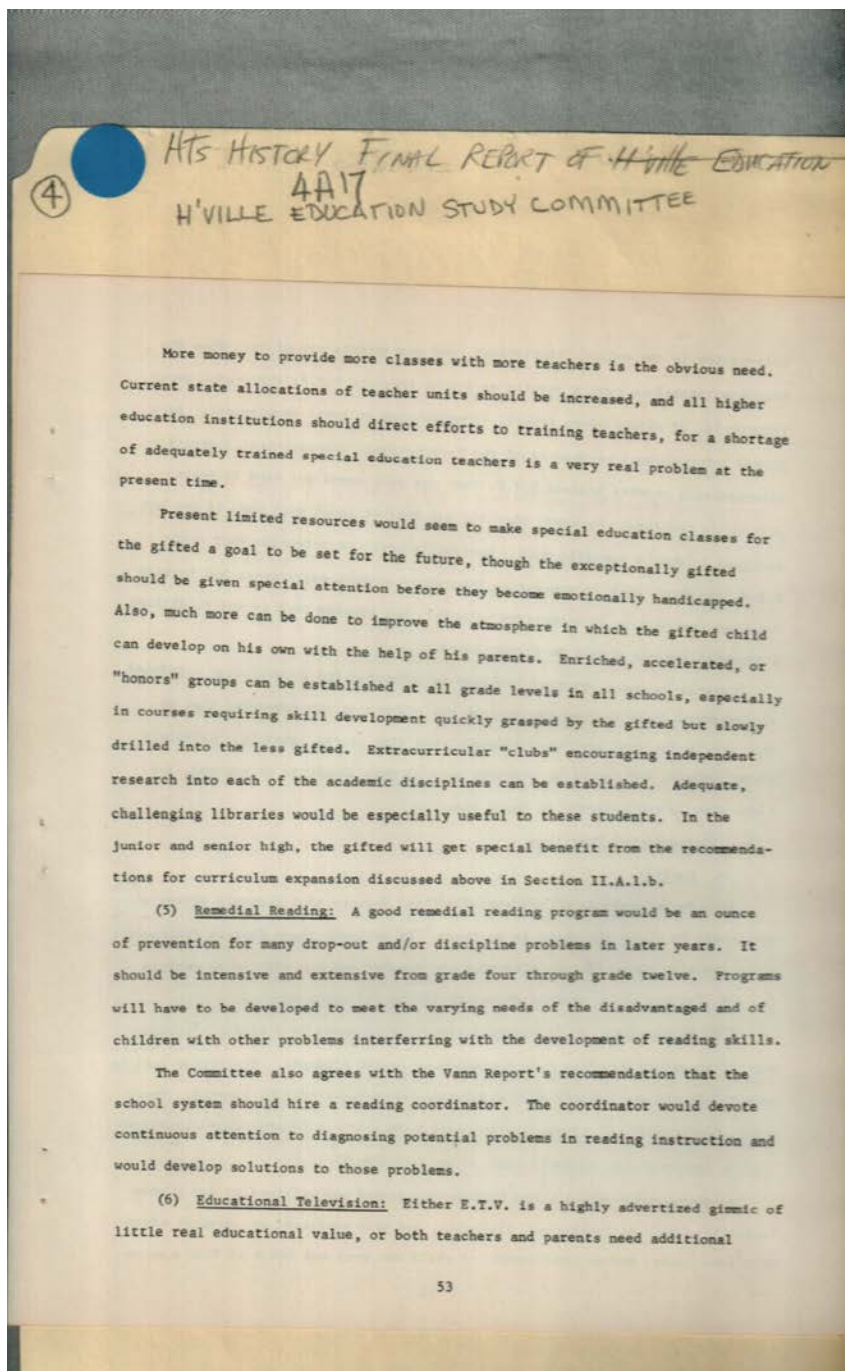 HTS HISTORY FINAL REPORT OF H'ville EDUCATION
4A17
④
H'VILLE EDUCATION STUDY COMMITTEE
More money to provide more classes with more teachers is the obvious need.
Current state allocations of teacher units should be increased, and all higher
education institutions should direct efforts to training teachers, for a shortage
of adequately trained special education teachers is a very real problem at the
present time.
Present limited resources would seem to make special education classes for
the gifted a goal to be set for the future, though the exceptionally gifted
should be given special attention before they become emotionally handicapped.
Also, much more can be done to improve the atmosphere in which the gifted child
can develop on his own with the help of his parents. Enriched, accelerated, or
"honors" groups can be established at all grade levels in all schools, especially
in courses requiring skill development quickly grasped by the gifted but slowly
drilled into the less gifted. Extracurricular "clubs" encouraging independent
research into each of the academic disciplines can be established. Adequate,
challenging libraries would be especially useful to these students. In the
junior and senior high, the gifted will get special benefit from the recommenda-
tions for curriculum expansion discussed above in Section II.A.1.b.
(5) Remedial Reading: A good remedial reading program would be an ounce
of prevention for many drop-out and/or discipline problems in later years. It
should be intensive and extensive from grade four through grade twelve. Programs
will have to be developed to meet the varying needs of the disadvantaged and of
children with other problems interferring with the development of reading skills.
The Committee also agrees with the Vann Report's recommendation that the
school system should hire a reading coordinator. The coordinator would devote
continuous attention to diagnosing potential problems in reading instruction and
would develop solutions to those problems.
(6) Educational Television: Either E.T.V. is a highly advertized gimmic of
little real educational value, or both teachers and parents need additional
53